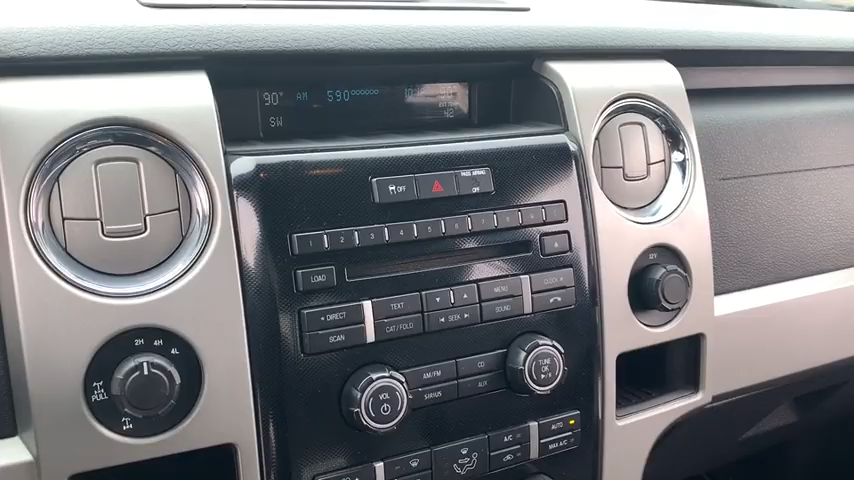 90° AM 590
SW 42
OFF
PASS AIRBAG OFF
1 2 3 4 5 6 7 8 9 0
LOAD
12V
DIRECT TEXT MENU CLOCK
SCAN CAT/FOLD SEEK SOUND
2H 4H 4L
PULL
AM/FM CD
SIRIUS AUX
VOL
TUNE
OK
A/C AUTO
MAX A/C